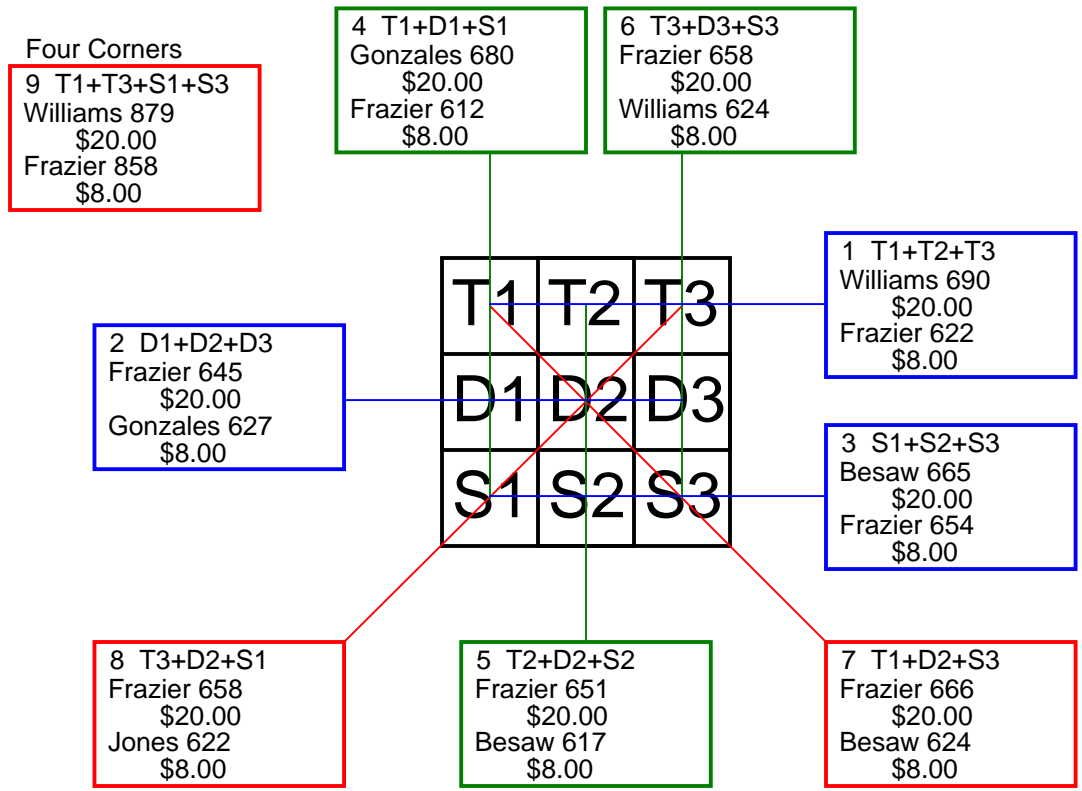 Four Corners
9 T1+T3+S1+S3
Williams 879
$20.00
Frazier 858
$8.00
4 T1+D1+S1
Gonzales 680
$20.00
Frazier 612
$8.00
6 T3+D3+S3
Frazier 658
$20.00
Williams 624
$8.00
1 T1+T2+T3
Williams 690
$20.00
Frazier 622
$8.00
2 D1+D2+D3
Frazier 645
$20.00
Gonzales 627
$8.00
T1 T2 T3
D1 D2 D3
S1 S2 S3
3 S1+S2+S3
Besaw 665
$20.00
Frazier 654
$8.00
8 T3+D2+S1
Frazier 658
$20.00
Jones 622
$8.00
5 T2+D2+S2
Frazier 651
$20.00
Besaw 617
$8.00
7 T1+D2+S3
Frazier 666
$20.00
Besaw 624
$8.00